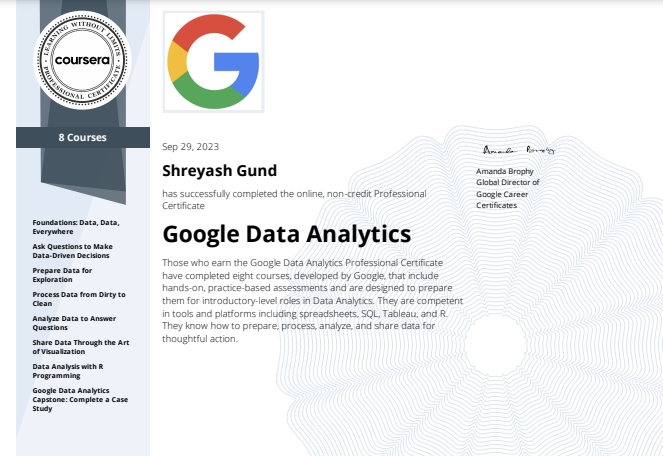 LEARNING WITHOUT LIMITS
coursera
PROFESSIONAL CERTIFICATE
8 Courses
Foundations: Data, Data,
Everywhere
Ask Questions to Make
Data-Driven Decisions
Prepare Data for
Exploration
Process Data from Dirty to
Clean
Analyze Data to Answer
Questions
Share Data Through the Art
of Visualization
Data Analysis with R
Programming
Google Data Analytics
Capstone: Complete a Case
Study
G
Sep 29, 2023
Shreyash Gund
has successfully completed the online, non-credit Professional
Certificate
Google Data Analytics
Those who earn the Google Data Analytics Professional Certificate
have completed eight courses, developed by Google, that include
hands-on, practice-based assessments and are designed to prepare
them for introductory-level roles in Data Analytics. They are competent
in tools and platforms including spreadsheets, SQL, Tableau, and R.
They know how to prepare, process, analyze, and share data for
thoughtful action.
Amanda Brophy
Amanda Brophy
Global Director of
Google Career
Certificates